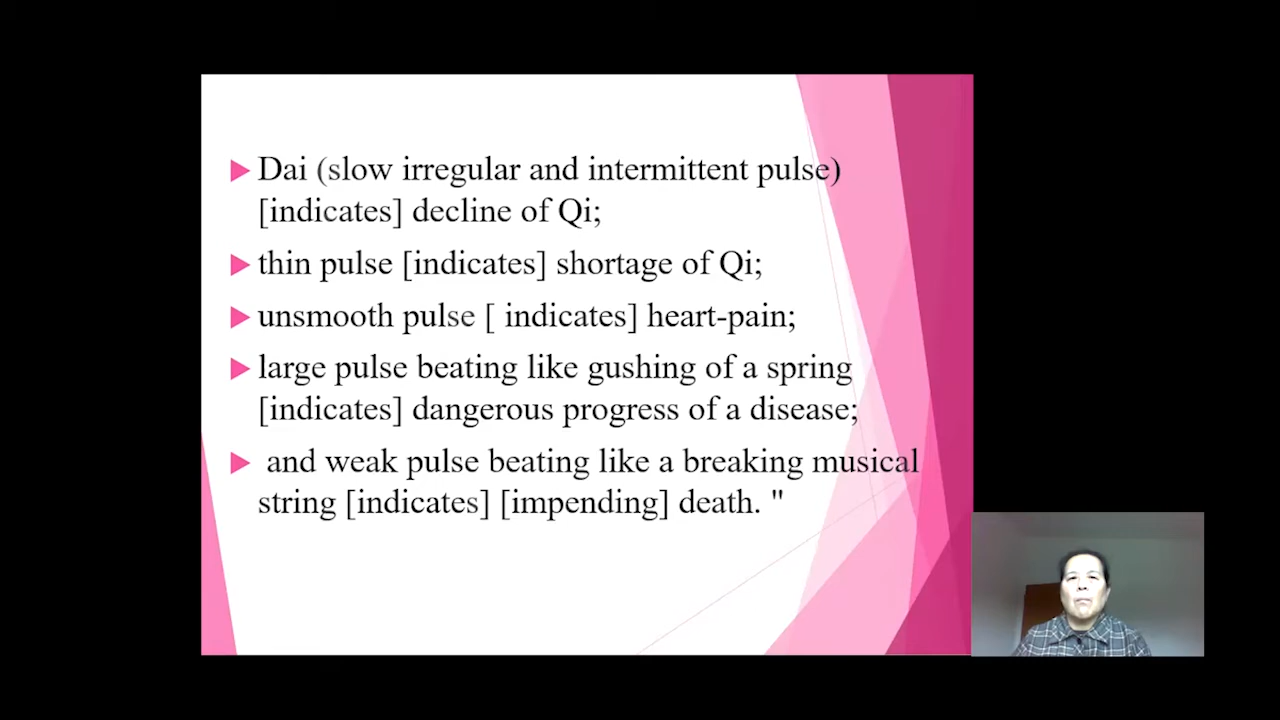 Dai (slow irregular and intermittent pulse)
[indicates] decline of Qi;
thin pulse [indicates] shortage of Qi;
unsmooth pulse [ indicates] heart-pain;
large pulse beating like gushing of a spring
[indicates] dangerous progress of a disease;
and weak pulse beating like a breaking musical
string [indicates] [impending] death. "